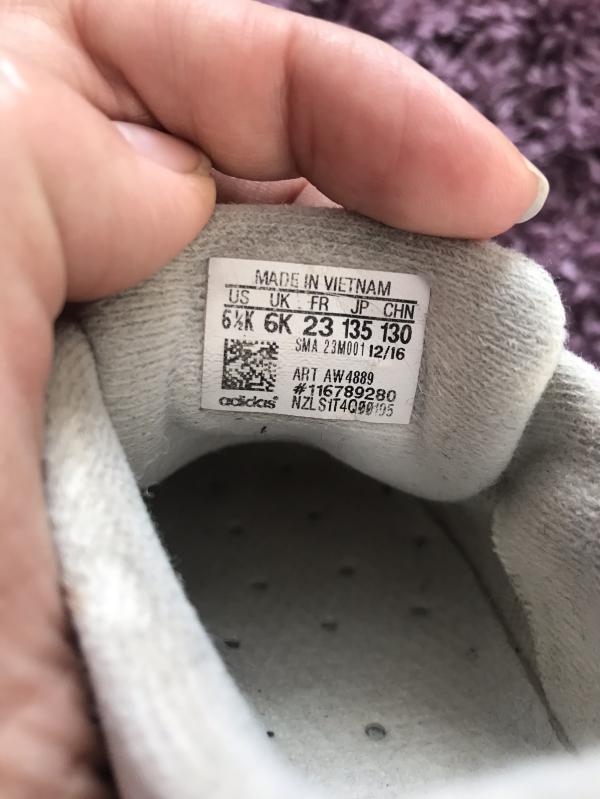 MADE IN VIETNAM
US UK FR JP CHN
6½K 6K 23 135 130
SMA 23M001 12/16
ART AW4889
#116789280
adidas® NZLS1T4Q00195